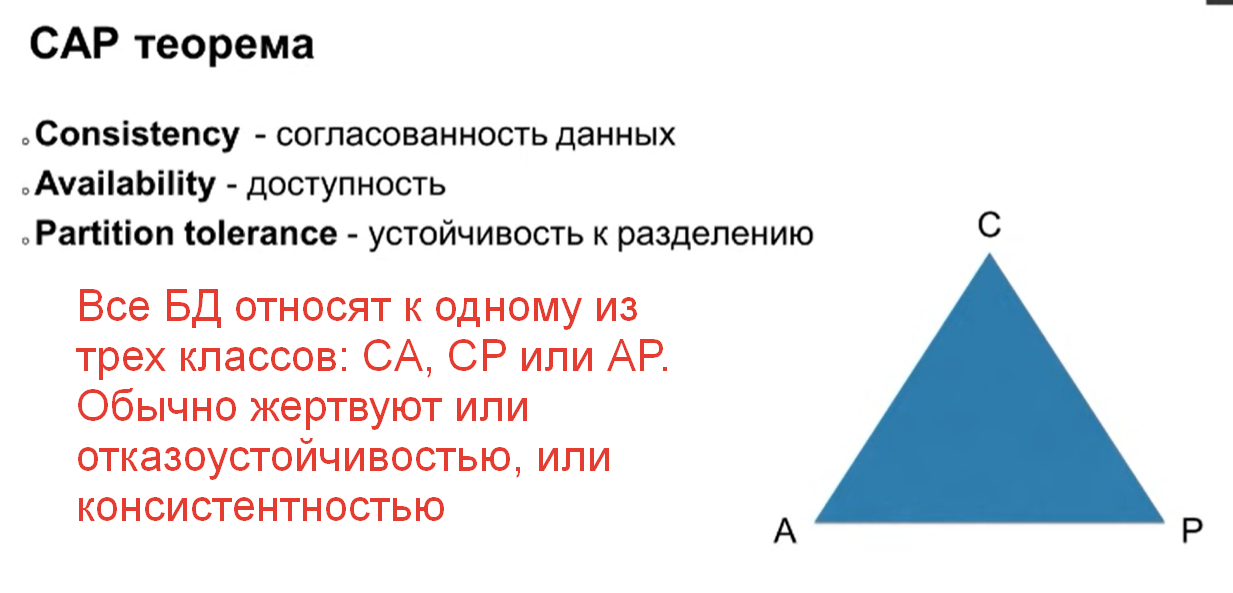 CAP теорема
Consistency - согласованность данных
Availability - доступность
Partition tolerance - устойчивость к разделению
Все БД относят к одному из
трех классов: CA, CP или AP.
Обычно жертвуют или
отказоустойчивостью, или
консистентностью
C
A
P